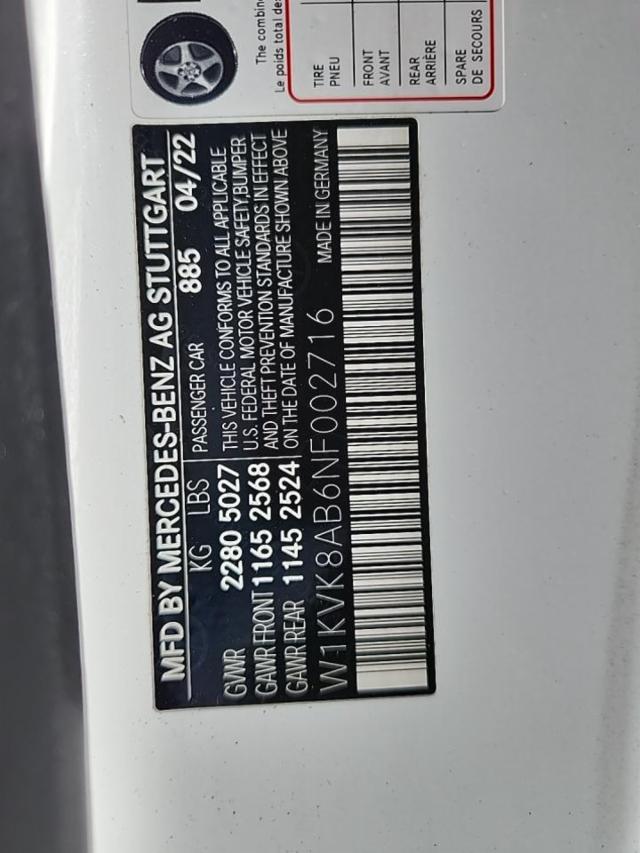 The combin
Le poids total de
TIRE
PNEU
FRONT
AVANT
REAR
ARRIÈRE
SPARE
DE SECOURS
MFD BY MERCEDES-BENZ AG STUTTGART
KG LBS PASSENGER CAR 885 04/22
GVWR 2280 5027 THIS VEHICLE CONFORMS TO ALL APPLICABLE
U.S. FEDERAL MOTOR VEHICLE SAFETY, BUMPER
GAWR FRONT 1165 2568 AND THEFT PREVENTION STANDARDS IN EFFECT
GAWR REAR 1145 2524 ON THE DATE OF MANUFACTURE SHOWN ABOVE
W1KVK8AB6NF002716 MADE IN GERMANY